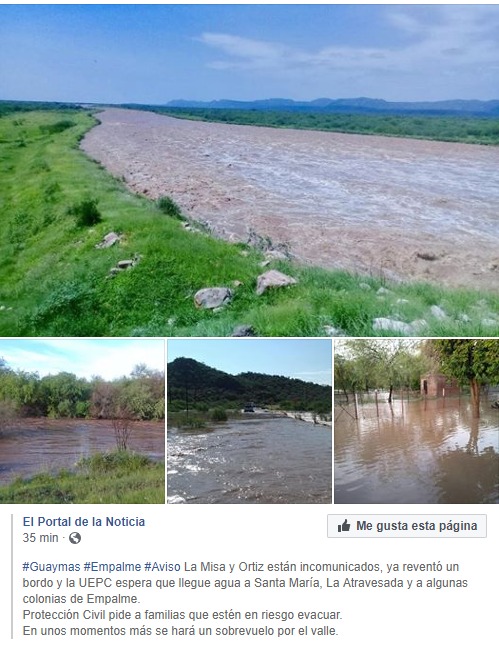 El Portal de la Noticia
Me gusta esta página
35 min ·
#Guaymas #Empalme #Aviso La Misa y Ortiz están incomunicados, ya reventó un
bordo y la UEPC espera que llegue agua a Santa María, La Atravesada y a algunas
colonias de Empalme.
Protección Civil pide a familias que estén en riesgo evacuar.
En unos momentos más se hará un sobrevuelo por el valle.